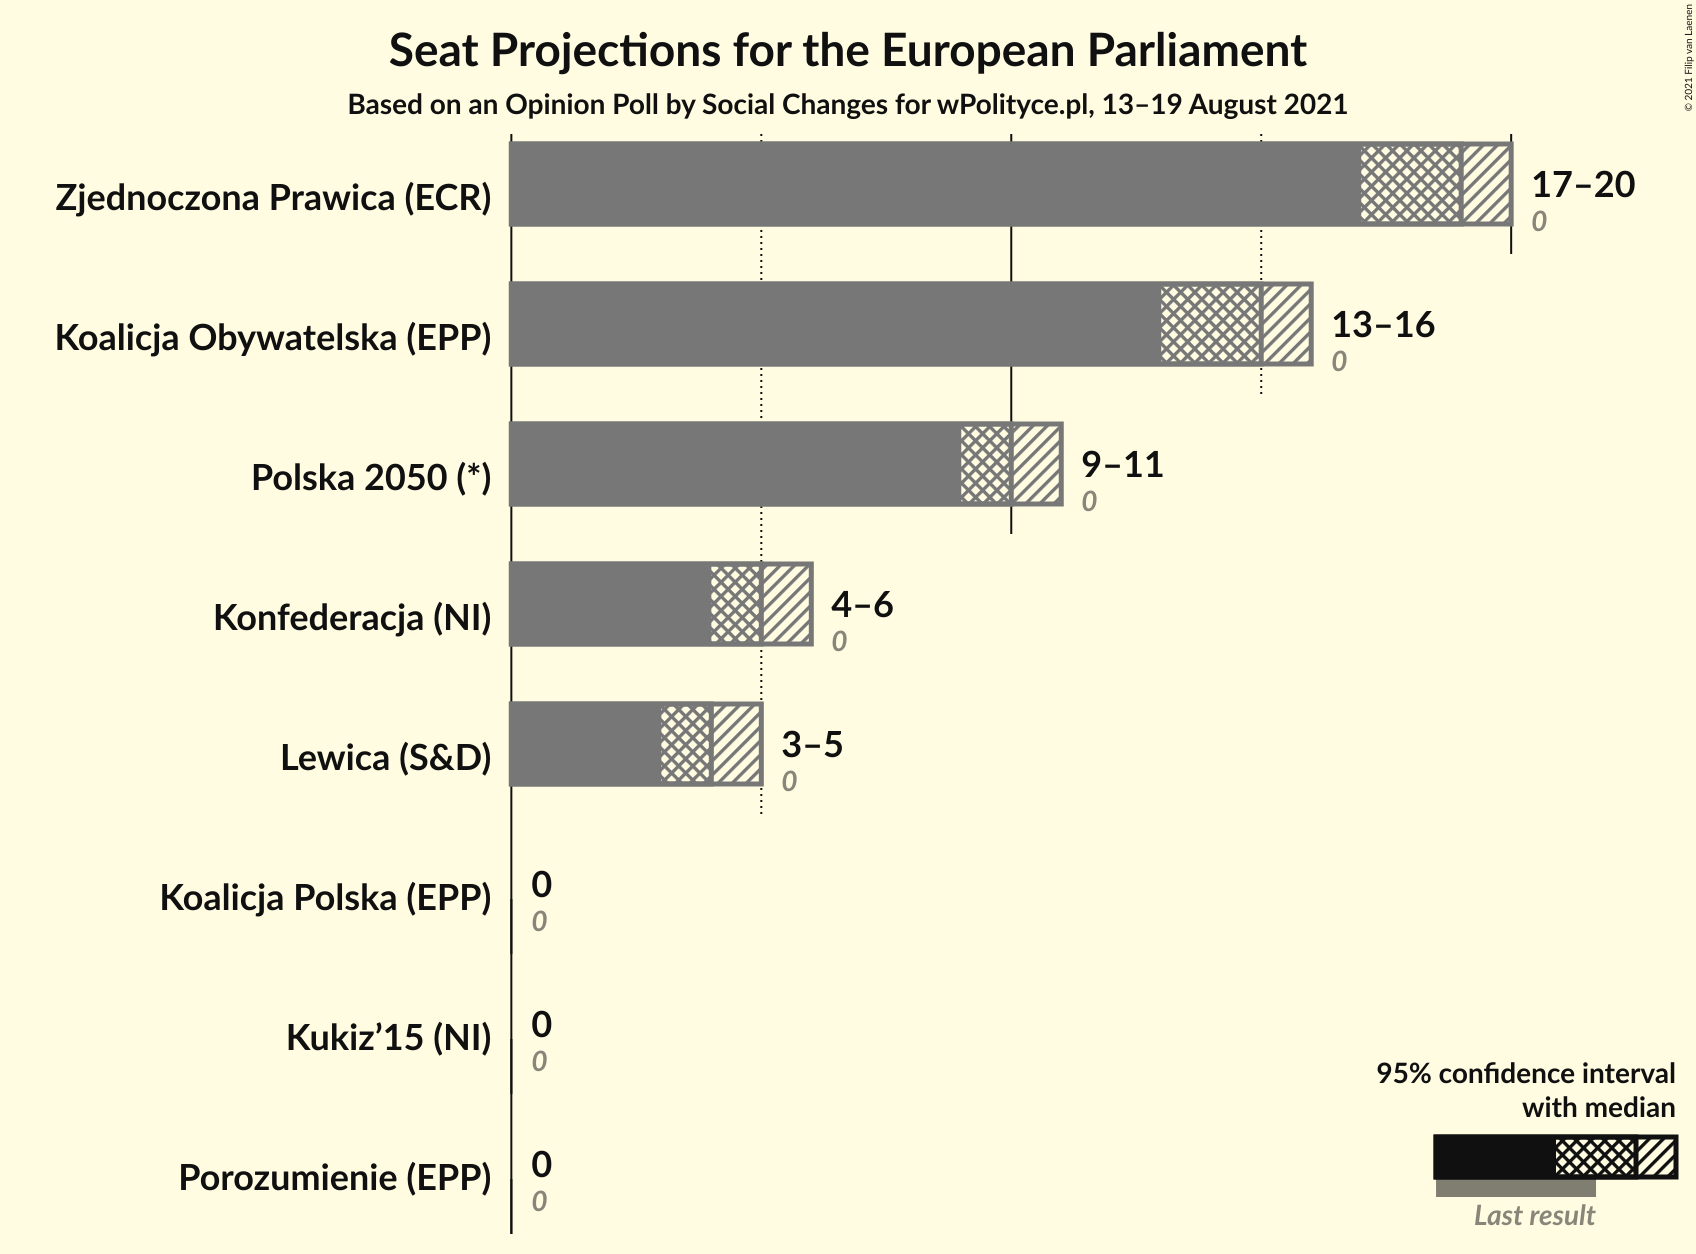 Seat Projections for the European Parliament
Based on an Opinion Poll by Social Changes for wPolityce.pl, 13–19 August 2021
© 2021 Filip van Laenen
Zjednoczona Prawica (ECR)
17–20
0
Koalicja Obywatelska (EPP)
13–16
0
Polska 2050 (*)
9–11
0
Konfederacja (NI)
4–6
0
Lewica (S&D)
3–5
0
Koalicja Polska (EPP)
0
0
Kukiz’15 (NI)
0
0
Porozumienie (EPP)
0
0
95% confidence interval
with median
Last result